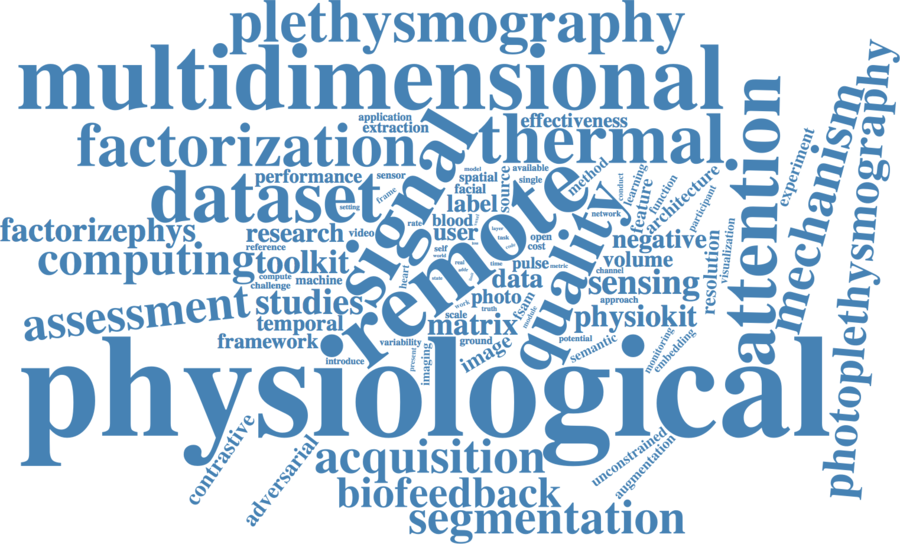 plethysmography
multidimensional
application
extraction
effectiveness
factorization
thermal
signal
attention
mechanism
photoplethysmography
experiment
performance
sensor
model
spatial
available
single
source
method
facial
frame
dataset
setting
label
remote
conduct
learning
feature
function
architecture
participant
factorizephys
research
video
rate
blood
user
layer
task
open
cost
network
quality
negative
reference
computing
toolkit
self
world
real
time
pulse
metric
volume
channel
resolution
visualization
compute
challenge
machine
heart
data
sensing
assessment
studies
photo
work
truth
fsam
module
approach
physiokit
temporal
scale
matrix
framework
variability
ground
image
potential
semantic
monitoring
embedding
introduce
present
imaging
physiological
contrastive
adversarial
acquisition
unconstrained
augmentation
biofeedback
segmentation